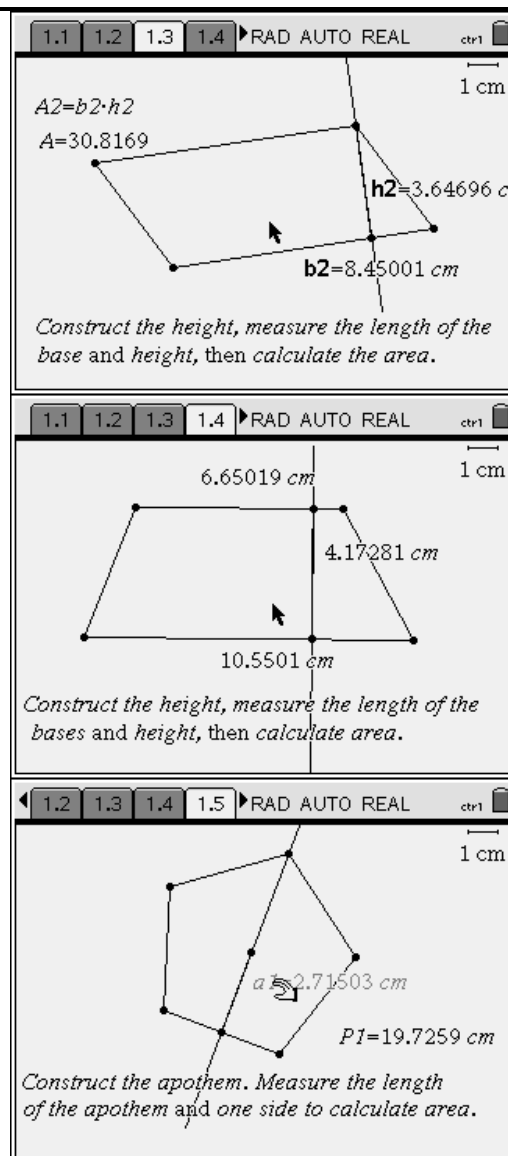 1.1 1.2 1.3 1.4 RAD AUTO REAL ctrl
1 cm
A2=b2·h2
A=30.8169
h2=3.64696 c
b2=8.45001 cm
Construct the height, measure the length of the
base and height, then calculate the area.
1.1 1.2 1.3 1.4 RAD AUTO REAL ctrl
1 cm
6.65019 cm
4.17281 cm
10.5501 cm
Construct the height, measure the length of the
bases and height, then calculate area.
1.2 1.3 1.4 1.5 RAD AUTO REAL ctrl
1 cm
a1=2.71503 cm
P1=19.7259 cm
Construct the apothem. Measure the length
of the apothem and one side to calculate area.